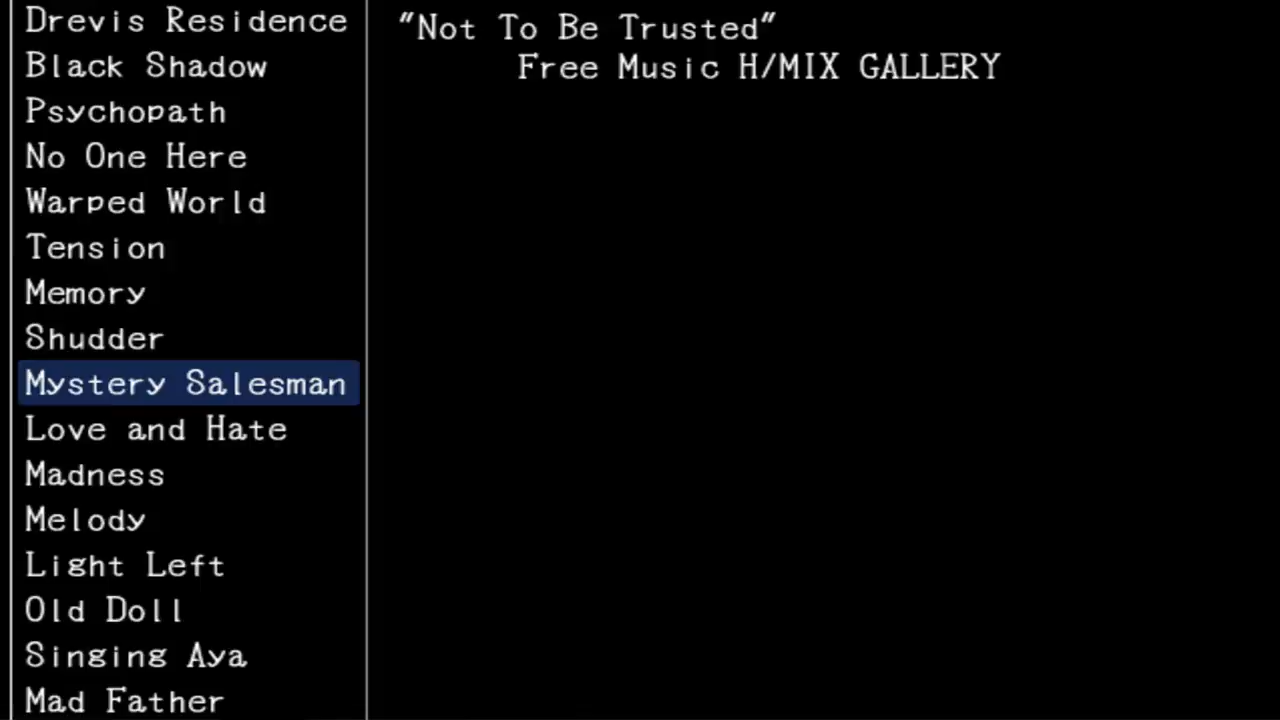 Drevis Residence
Black Shadow
Psychopath
No One Here
Warped World
Tension
Memory
Shudder
Mystery Salesman
Love and Hate
Madness
Melody
Light Left
Old Doll
Singing Aya
Mad Father
"Not To Be Trusted"
Free Music H/MIX GALLERY